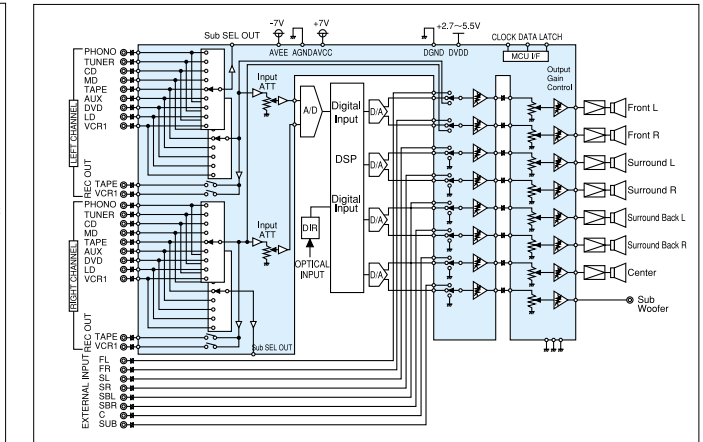 Sub SEL OUT
-7V
+7V
+2.7～5.5V
AVEE AGND AVCC
DGND DVDD
CLOCK DATA LATCH
MCU I/F
LEFT CHANNEL
PHONO
TUNER
CD
MD
TAPE
AUX
DVD
LD
VCR1
REC OUT
TAPE
VCR1
Input
ATT
A/D
Digital
Input
DSP
Digital
Input
DIR
OPTICAL
INPUT
D/A
D/A
D/A
D/A
Output
Gain
Control
Front L
Front R
Surround L
Surround R
Surround Back L
Surround Back R
Center
Sub
Woofer
RIGHT CHANNEL
PHONO
TUNER
CD
MD
TAPE
AUX
DVD
LD
VCR1
REC OUT
TAPE
VCR1
Input
ATT
Sub SEL OUT
EXTERNAL INPUT
FL
FR
SL
SR
SBL
SBR
C
SUB